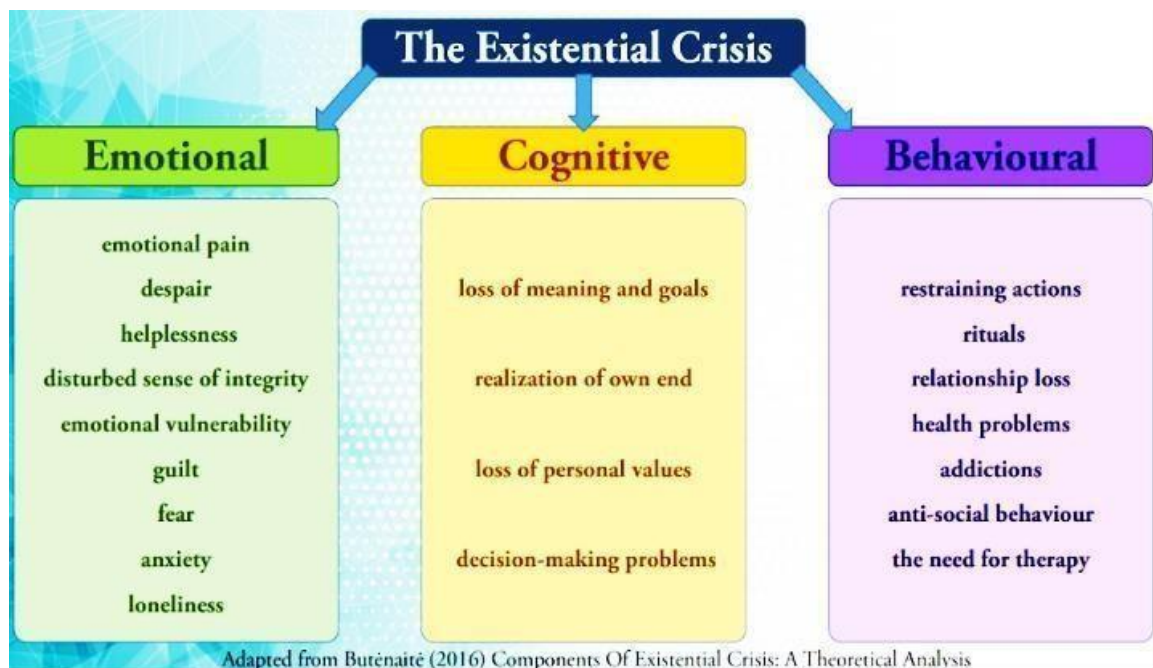 The Existential Crisis
Emotional
emotional pain
despair
helplessness
disturbed sense of integrity
emotional vulnerability
guilt
fear
anxiety
loneliness
Cognitive
loss of meaning and goals
realization of own end
loss of personal values
decision-making problems
Behavioural
restraining actions
rituals
relationship loss
health problems
addictions
anti-social behaviour
the need for therapy
Adapted from Butėnaitė (2016) Components Of Existential Crisis: A Theoretical Analysis